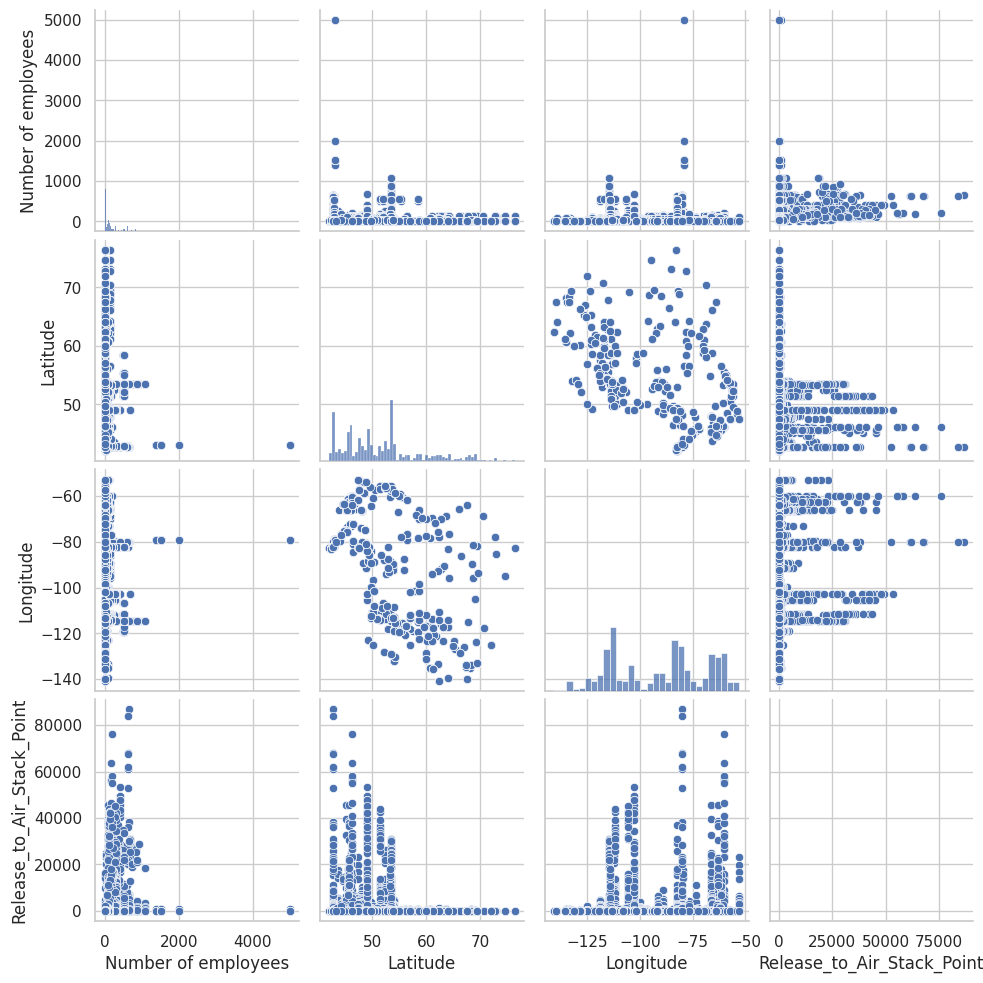 Number of employees
5000
4000
3000
2000
1000
0
Latitude
70
60
50
Longitude
−60
−80
−100
−120
−140
Release_to_Air_Stack_Point
80000
60000
40000
20000
0
0 2000 4000
Number of employees
50 60 70
Latitude
−125 −100 −75 −50
Longitude
0 25000 50000 75000
Release_to_Air_Stack_Point